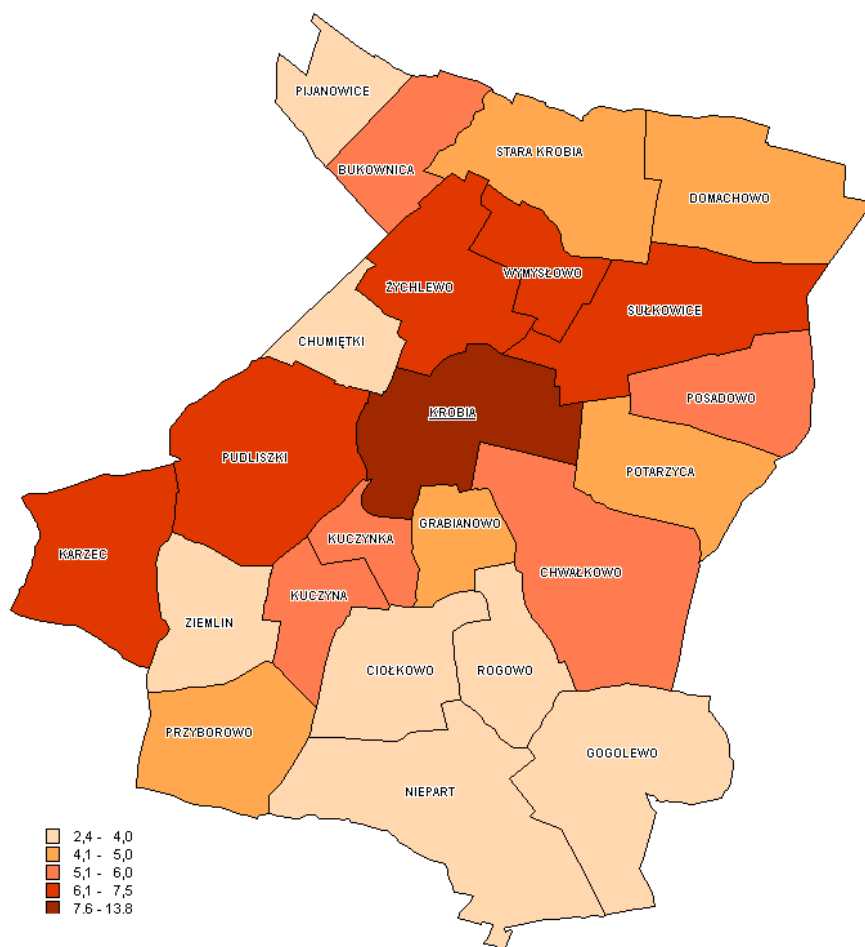 PIJANOWICE
STARA KROBIA
BUKOWNICA
DOMACHOWO
WYMYSŁOWO
ŻYCHLEWO
SUŁKOWICE
CHUMIĘTKI
POSADOWO
KROBIA
PUDLISZKI
POTARZYCA
GRABIANOWO
KUCZYNKA
KARZEC
CHWAŁKOWO
KUCZYNA
ZIEMLIN
CIOŁKOWO
ROGOWO
PRZYBOROWO
GOGOLEWO
NIEPART
2,4 - 4,0
4,1 - 5,0
5,1 - 6,0
6,1 - 7,5
7,6 - 13,8